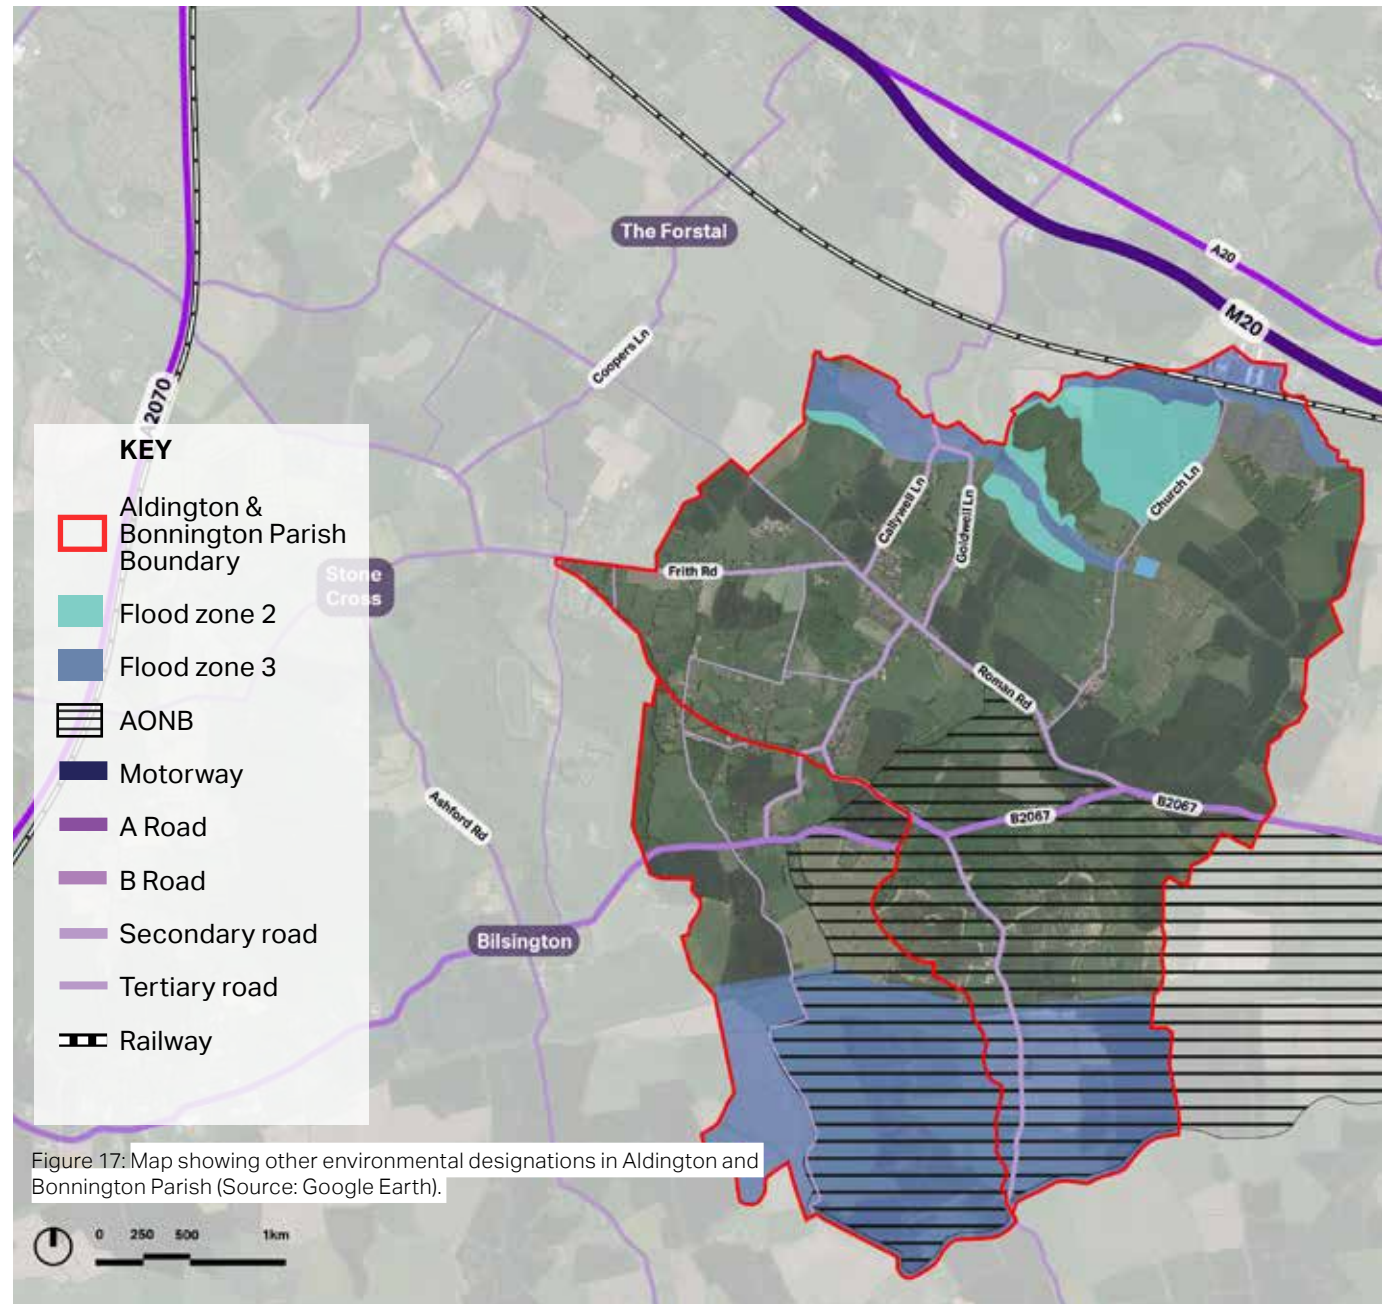 A20
M20
The Forstal
Coopers Ln
A2070
KEY
Aldington &
Bonnington Parish
Boundary
Flood zone 2
Flood zone 3
AONB
Motorway
A Road
B Road
Secondary road
Tertiary road
Railway
Stone
Cross
Callywell Ln
Goldwell Ln
Church Ln
Frith Rd
Roman Rd
B2067
B2067
Ashford Rd
Bilsington
Figure 17: Map showing other environmental designations in Aldington and
Bonnington Parish (Source: Google Earth).
0 250 500 1km